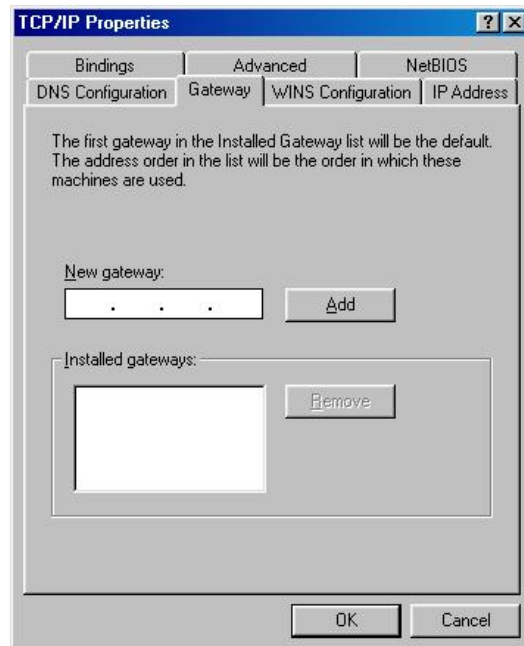 TCP/IP Properties
? X
Bindings Advanced NetBIOS
DNS Configuration Gateway WINS Configuration IP Address
The first gateway in the Installed Gateway list will be the default.
The address order in the list will be the order in which these
machines are used.
New gateway:
. . . Add
Installed gateways:
Remove
OK Cancel